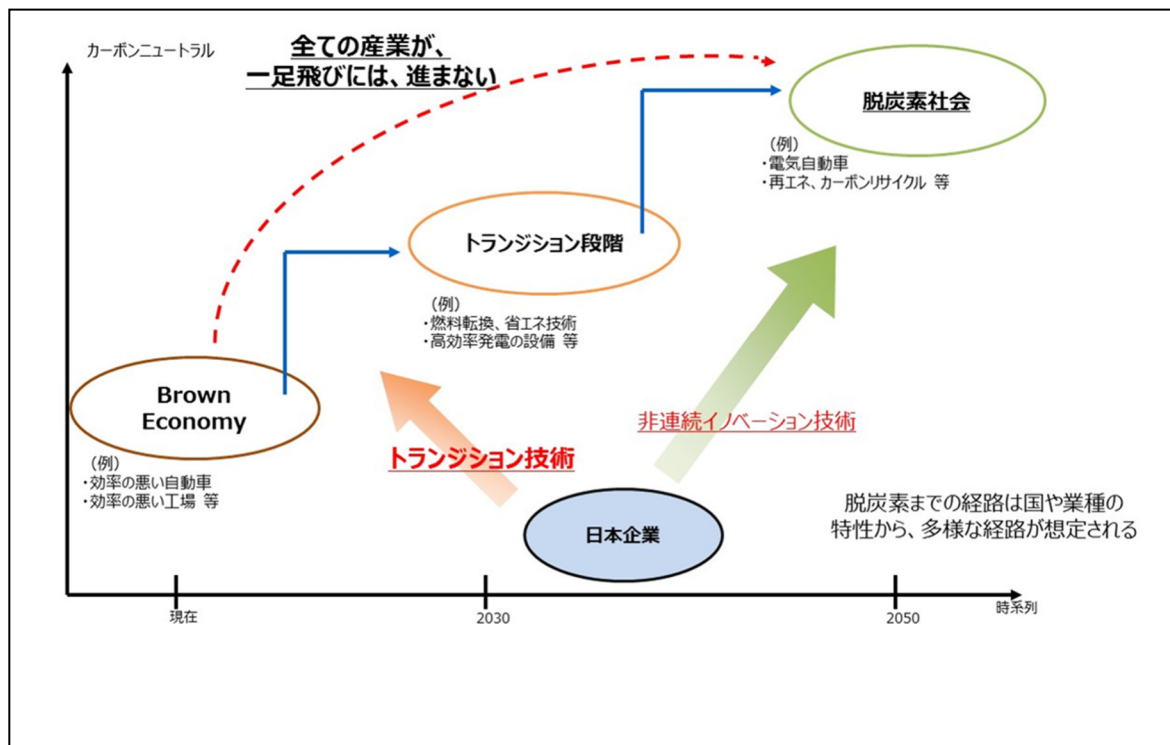 カーボンニュートラル
全ての産業が、
一足飛びには、進まない
脱炭素社会
（例）
・電気自動車
・再エネ、カーボンリサイクル 等
トランジション段階
（例）
・燃料転換、省エネ技術
・高効率発電の設備 等
Brown
Economy
（例）
・効率の悪い自動車
・効率の悪い工場 等
トランジション技術
非連続イノベーション技術
日本企業
脱炭素までの経路は国や業種の
特性から、多様な経路が想定される
現在
2030
2050
時系列